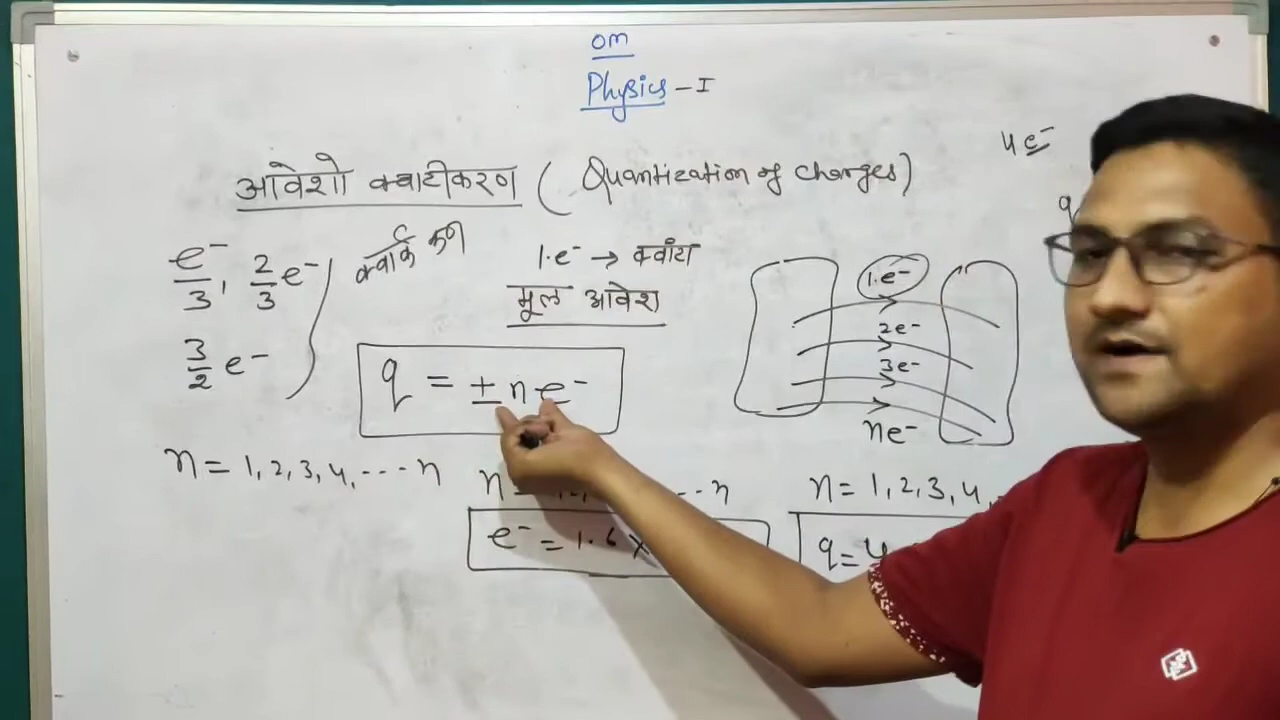 om
Physics - I
4 e⁻
आवेशो क्वाटीकरण ( Quantization of charges)
q
e⁻/3, 2/3 e⁻
3/2 e⁻
क्वार्क कण
1.e⁻ → क्वांटा
मूल आवेश
1.e⁻
2e⁻
3e⁻
ne⁻
q = ± n e⁻
n = 1, 2, 3, 4, ---- n
n =
-- n
n = 1, 2, 3, 4,
e⁻ = 1.6 x
q = 4